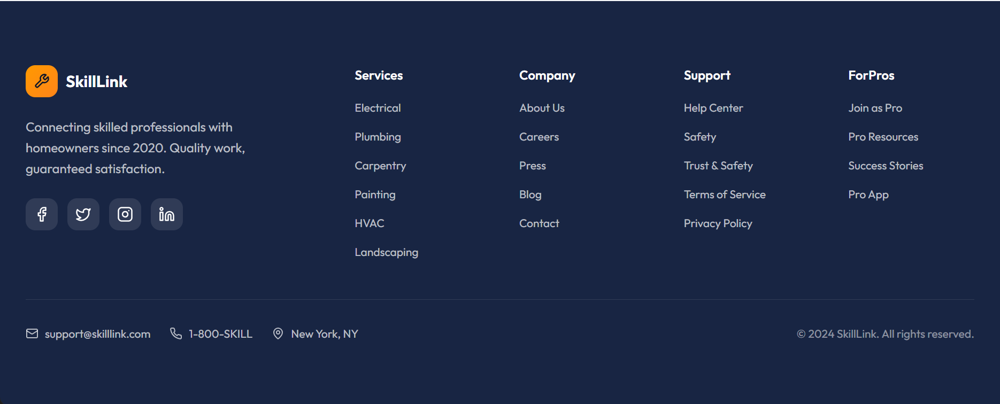 SkillLink
Connecting skilled professionals with
homeowners since 2020. Quality work,
guaranteed satisfaction.
Services
Electrical
Plumbing
Carpentry
Painting
HVAC
Landscaping
Company
About Us
Careers
Press
Blog
Contact
Support
Help Center
Safety
Trust & Safety
Terms of Service
Privacy Policy
ForPros
Join as Pro
Pro Resources
Success Stories
Pro App
support@skilllink.com
1-800-SKILL
New York, NY
© 2024 SkillLink. All rights reserved.